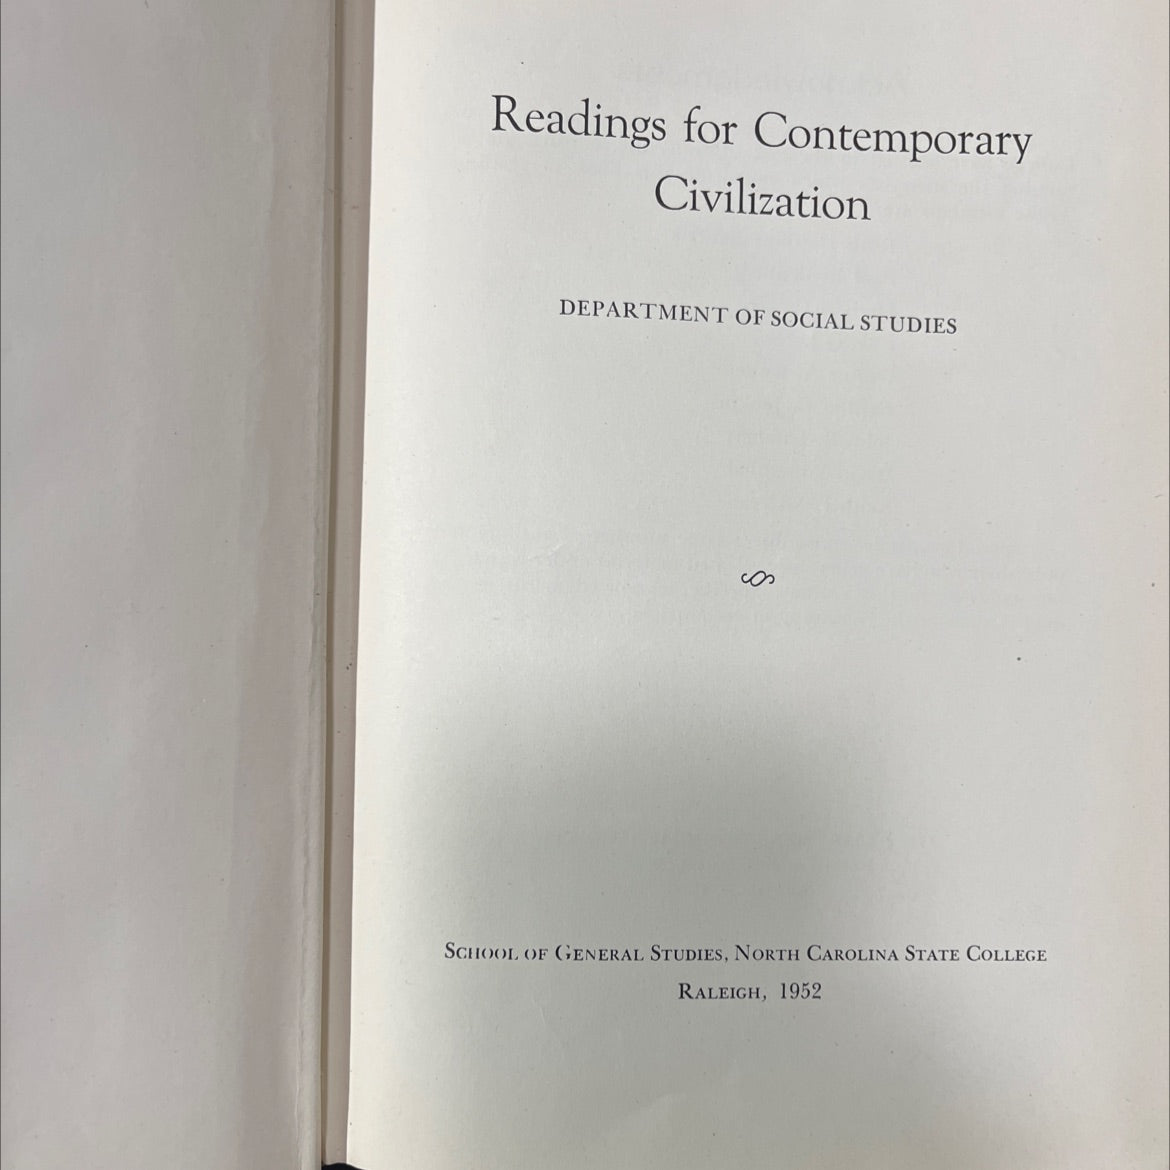 Readings for Contemporary
Civilization
DEPARTMENT OF SOCIAL STUDIES
SCHOOL OF GENERAL STUDIES, NORTH CAROLINA STATE COLLEGE
RALEIGH, 1952